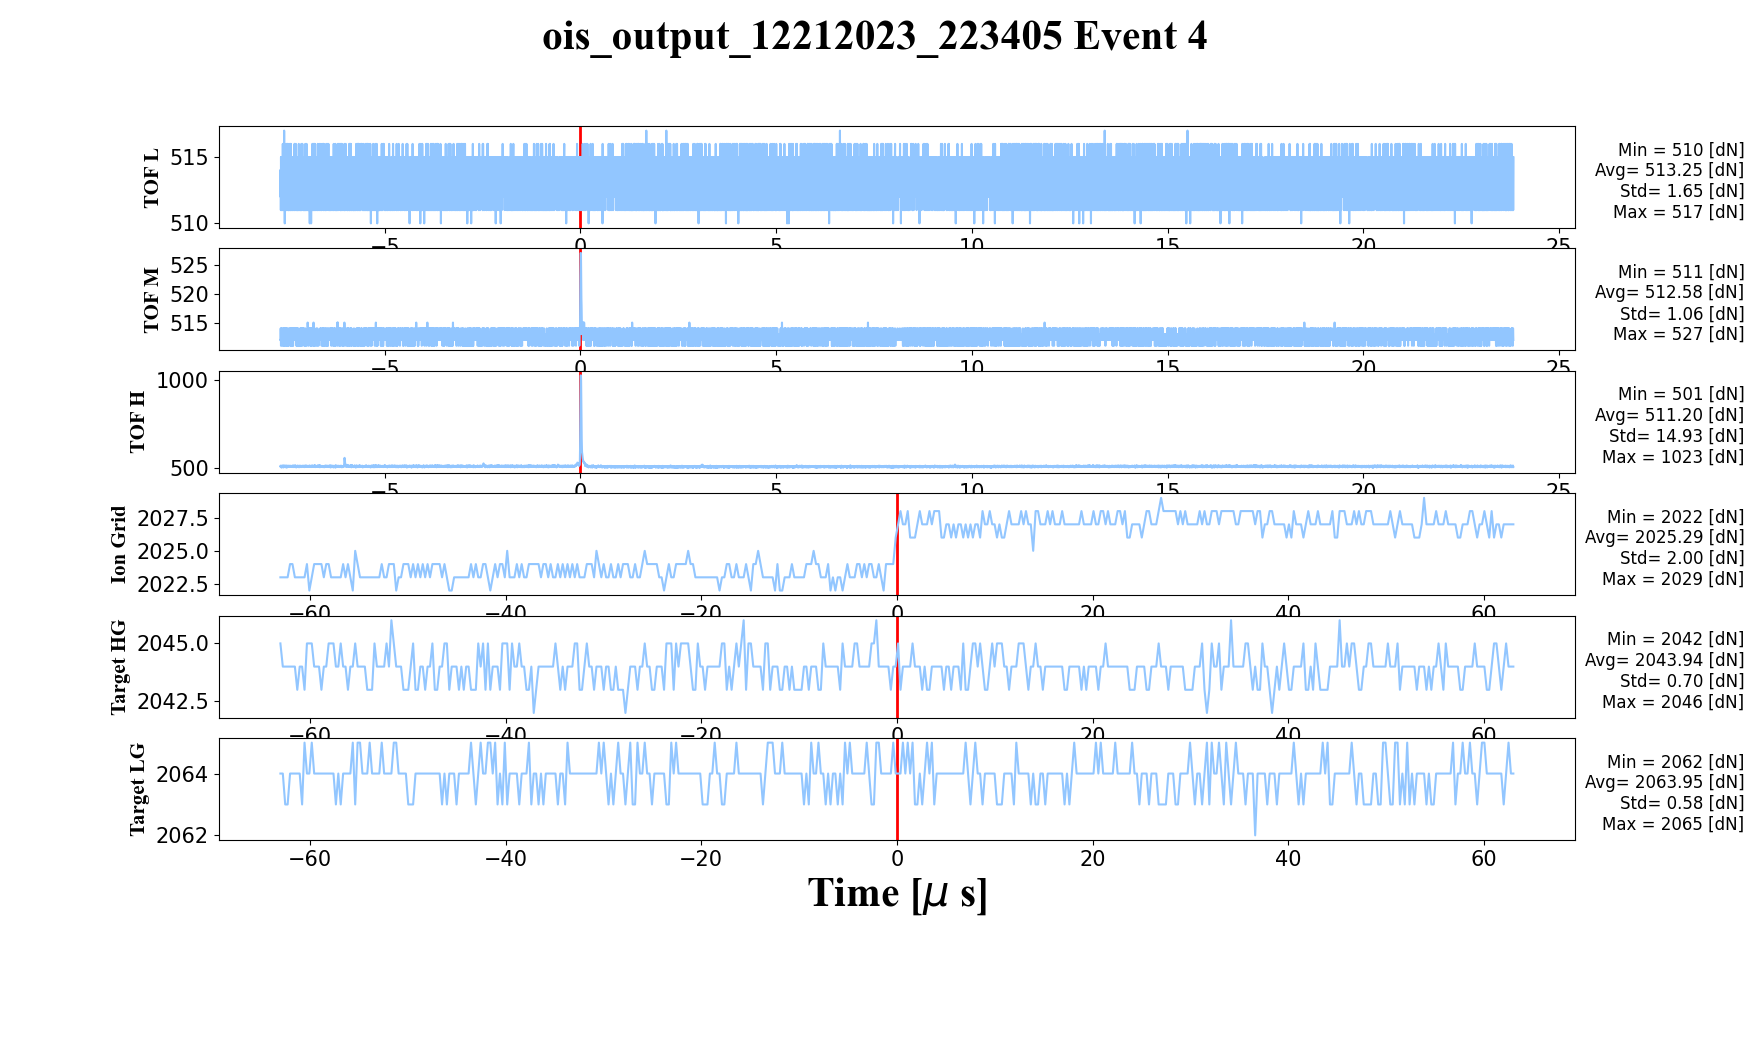 ois_output_12212023_223405 Event 4
TOF L
515
510
Min = 510 [dN]
Avg= 513.25 [dN]
Std= 1.65 [dN]
Max = 517 [dN]
−5 0 5 10 15 20 25
TOF M
525
520
515
Min = 511 [dN]
Avg= 512.58 [dN]
Std= 1.06 [dN]
Max = 527 [dN]
−5 0 5 10 15 20 25
TOF H
1000
500
Min = 501 [dN]
Avg= 511.20 [dN]
Std= 14.93 [dN]
Max = 1023 [dN]
−5 0 5 10 15 20 25
Ion Grid
2027.5
2025.0
2022.5
Min = 2022 [dN]
Avg= 2025.29 [dN]
Std= 2.00 [dN]
Max = 2029 [dN]
−60 −40 −20 0 20 40 60
Target HG
2045.0
2042.5
Min = 2042 [dN]
Avg= 2043.94 [dN]
Std= 0.70 [dN]
Max = 2046 [dN]
−60 −40 −20 0 20 40 60
Target LG
2064
2062
Min = 2062 [dN]
Avg= 2063.95 [dN]
Std= 0.58 [dN]
Max = 2065 [dN]
−60 −40 −20 0 20 40 60
Time [μ s]